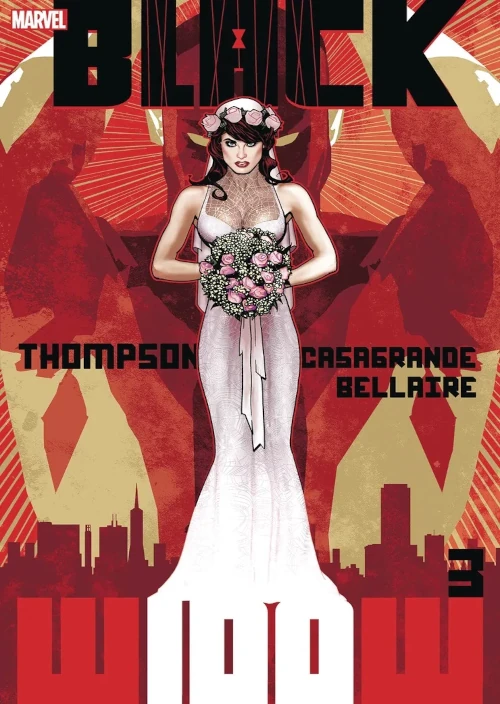 MARVEL
BLACK
THOMPSON
CASAGRANDE
BELLAIRE
3
WIDOW